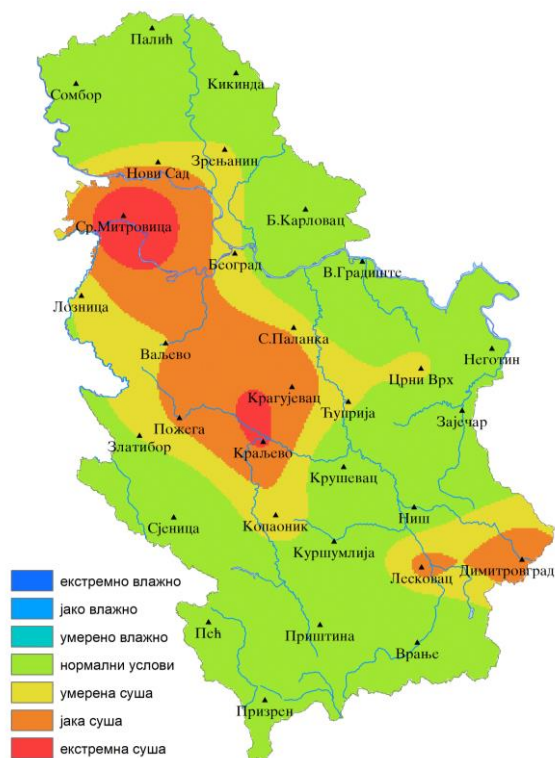 Палић
Сомбор
Кикинда
Зрењанин
Нови Сад
Ср.Митровица
Б.Карловац
Београд
В.Градиште
Лозница
С.Паланка
Ваљево
Неготин
Црни Врх
Крагујевац
Ћуприја
Пожега
Зајечар
Златибор
Краљево
Крушевац
Копаоник
Ниш
Сјеница
Куршумлија
Лесковац
Димитровград
Пећ
Приштина
Врање
Призрен
екстремно влажно
јако влажно
умерено влажно
нормални услови
умерена суша
јака суша
екстремна суша